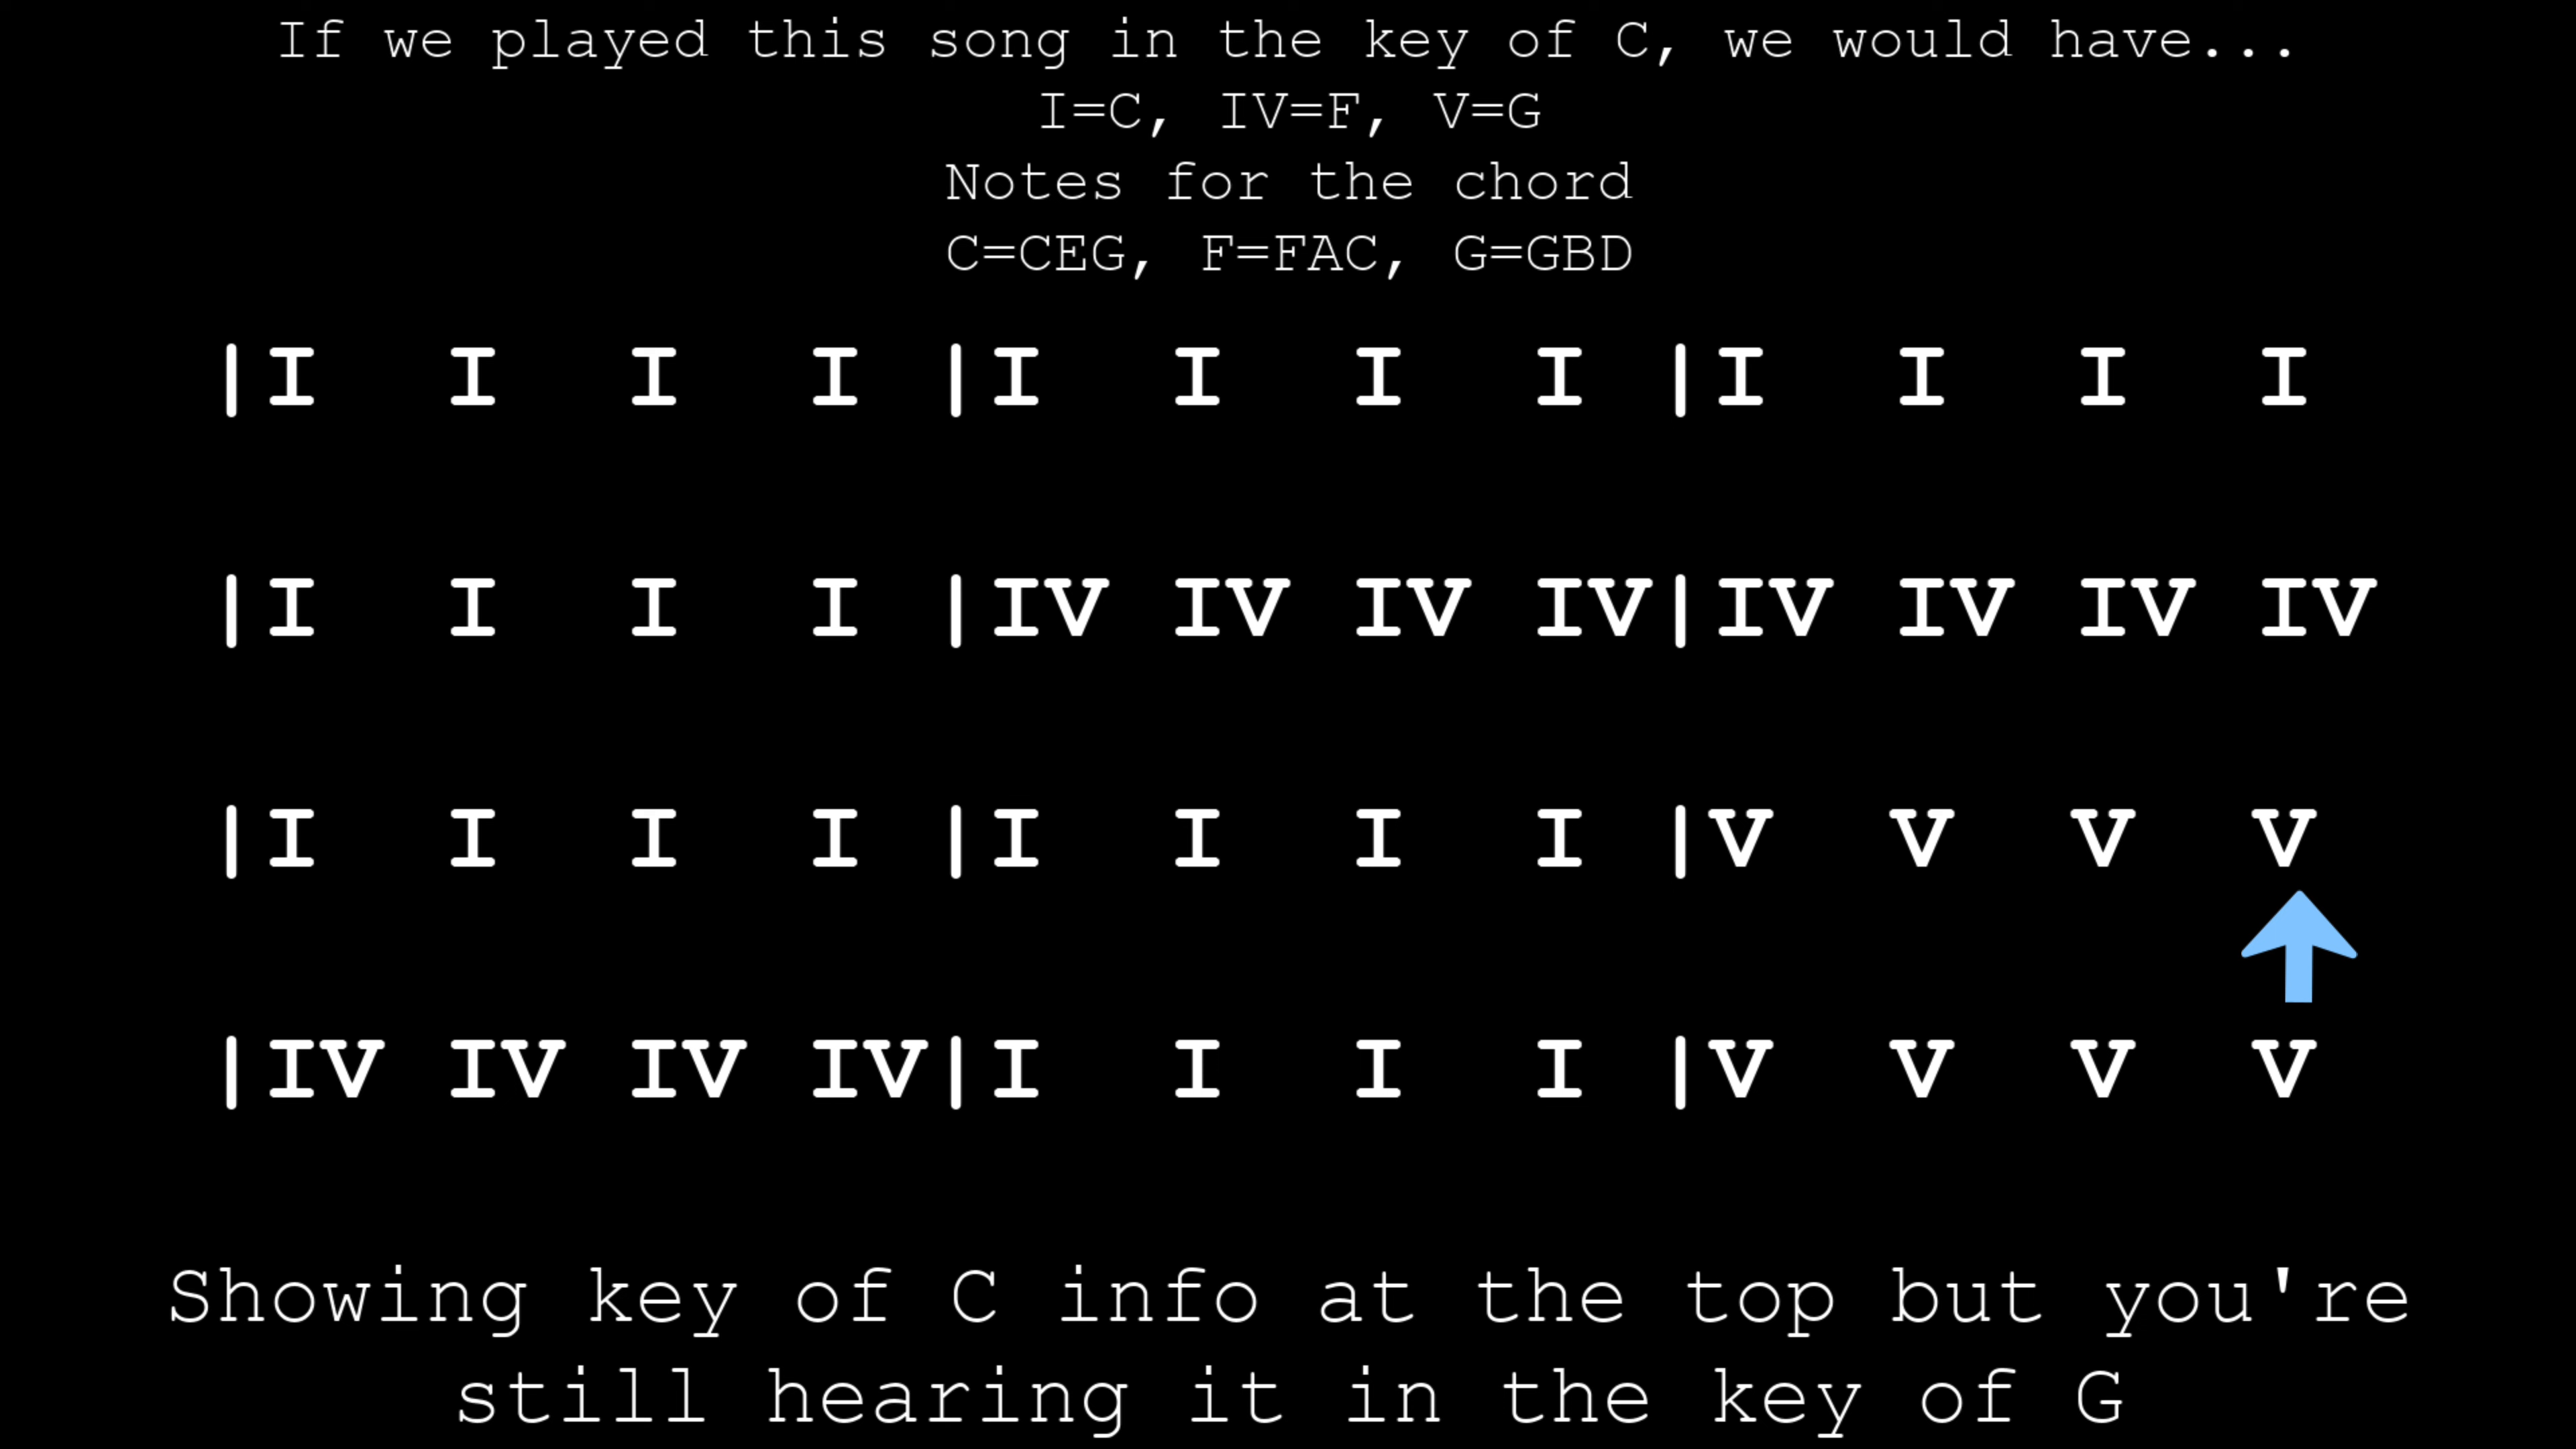 If we played this song in the key of C, we would have...
I=C, IV=F, V=G
Notes for the chord
C=CEG, F=FAC, G=GBD
|I I I I |I I I I |I I I I
|I I I I |IV IV IV IV|IV IV IV IV
|I I I I |I I I I |V V V V
|IV IV IV IV|I I I I |V V V V
Showing key of C info at the top but you're
still hearing it in the key of G